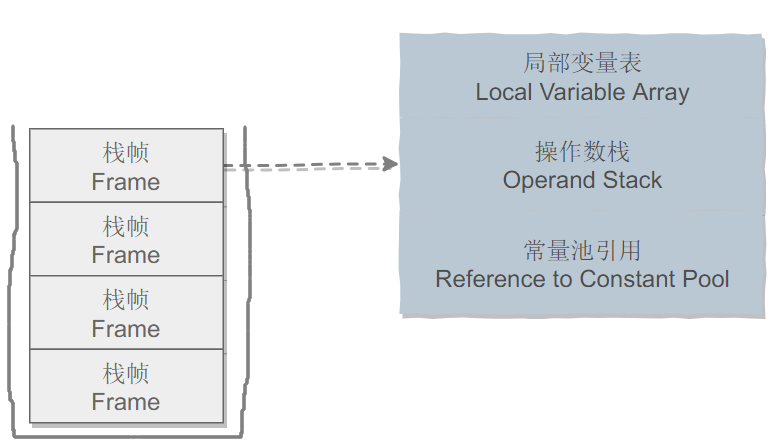 栈帧
Frame
栈帧
Frame
栈帧
Frame
栈帧
Frame
局部变量表
Local Variable Array
操作数栈
Operand Stack
常量池引用
Reference to Constant Pool